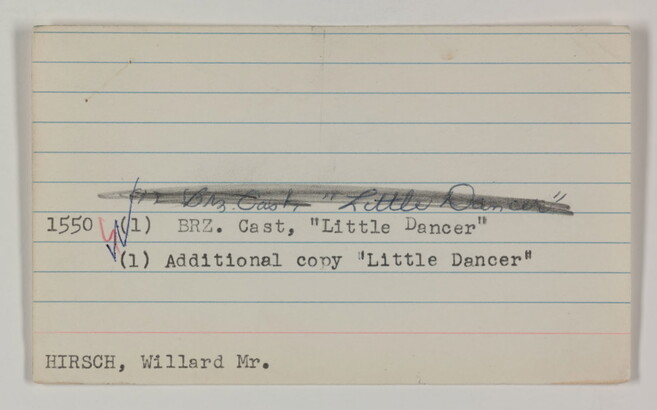 (1) Brz. Cast, "Little Dancer"
1550 (1) BRZ. Cast, "Little Dancer"
(1) Additional copy "Little Dancer"
HIRSCH, Willard Mr.